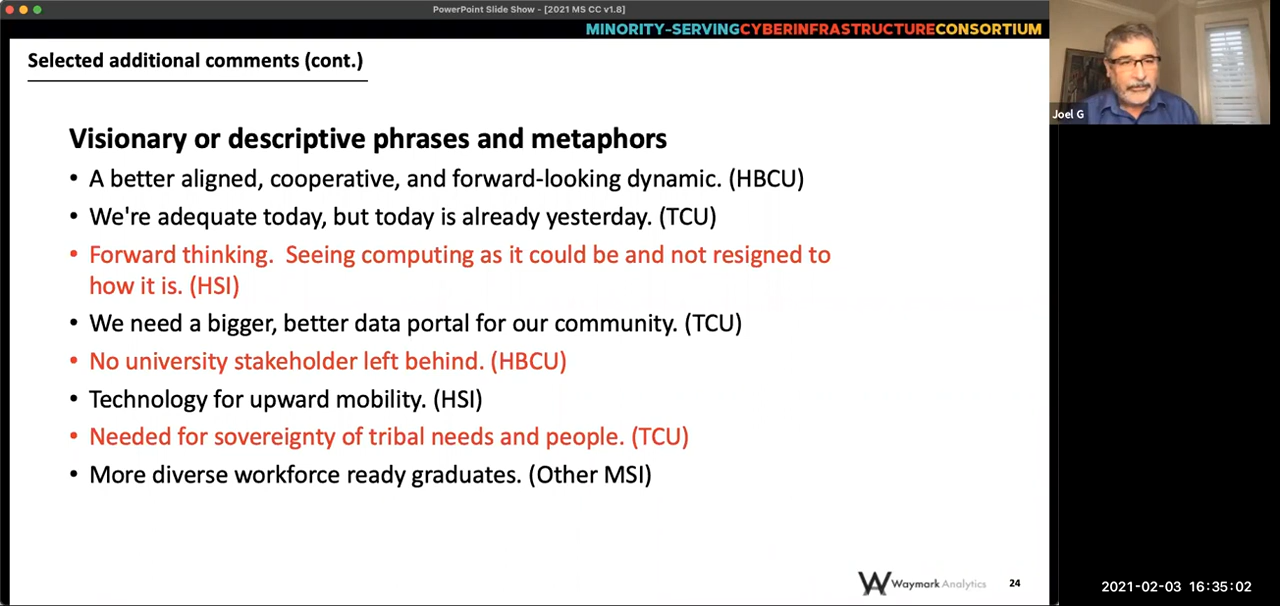 PowerPoint Slide Show - [2021 MS CC v1.8]
MINORITY-SERVINGCYBERINFRASTRUCTURECONSORTIUM
Selected additional comments (cont.)
Joel G
Visionary or descriptive phrases and metaphors
• A better aligned, cooperative, and forward-looking dynamic. (HBCU)
• We're adequate today, but today is already yesterday. (TCU)
• Forward thinking.  Seeing computing as it could be and not resigned to
how it is. (HSI)
• We need a bigger, better data portal for our community. (TCU)
• No university stakeholder left behind. (HBCU)
• Technology for upward mobility. (HSI)
• Needed for sovereignty of tribal needs and people. (TCU)
• More diverse workforce ready graduates. (Other MSI)
WA Waymark Analytics
24
2021-02-03 16:35:02